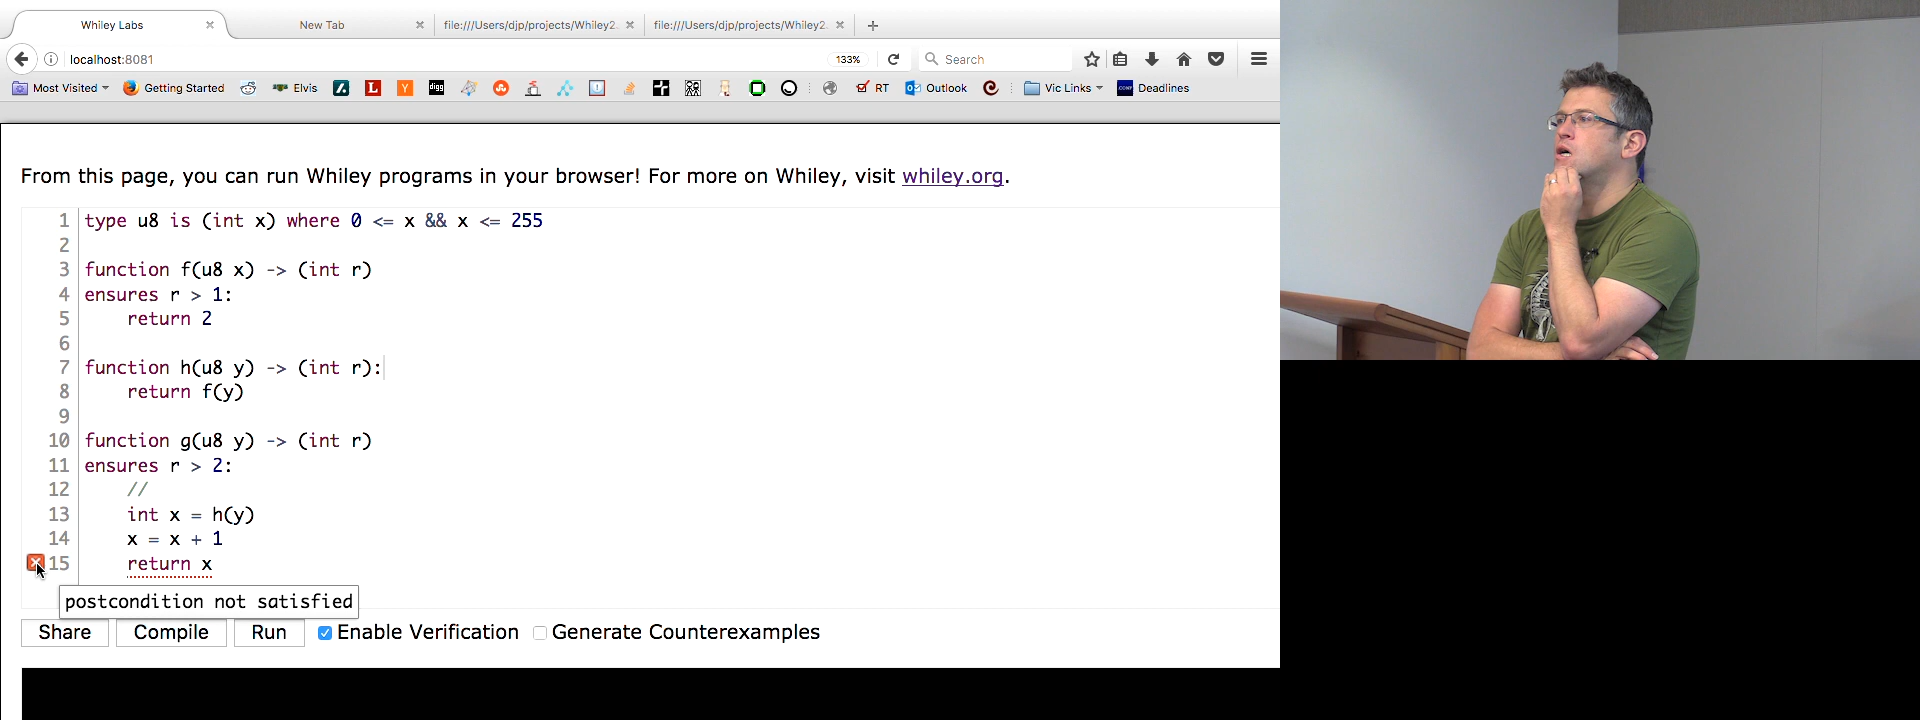 Whiley Labs
New Tab
file:///Users/djp/projects/Whiley2.
file:///Users/djp/projects/Whiley2.
localhost:8081
133%
Search
Most Visited
Getting Started
Elvis
digg
RT
Outlook
Vic Links
Deadlines
From this page, you can run Whiley programs in your browser! For more on Whiley, visit whiley.org.
1 type u8 is (int x) where 0 <= x && x <= 255
2
3 function f(u8 x) -> (int r)
4 ensures r > 1:
5 return 2
6
7 function h(u8 y) -> (int r):
8 return f(y)
9
10 function g(u8 y) -> (int r)
11 ensures r > 2:
12 //
13 int x = h(y)
14 x = x + 1
15 return x
postcondition not satisfied
Share
Compile
Run
Enable Verification
Generate Counterexamples